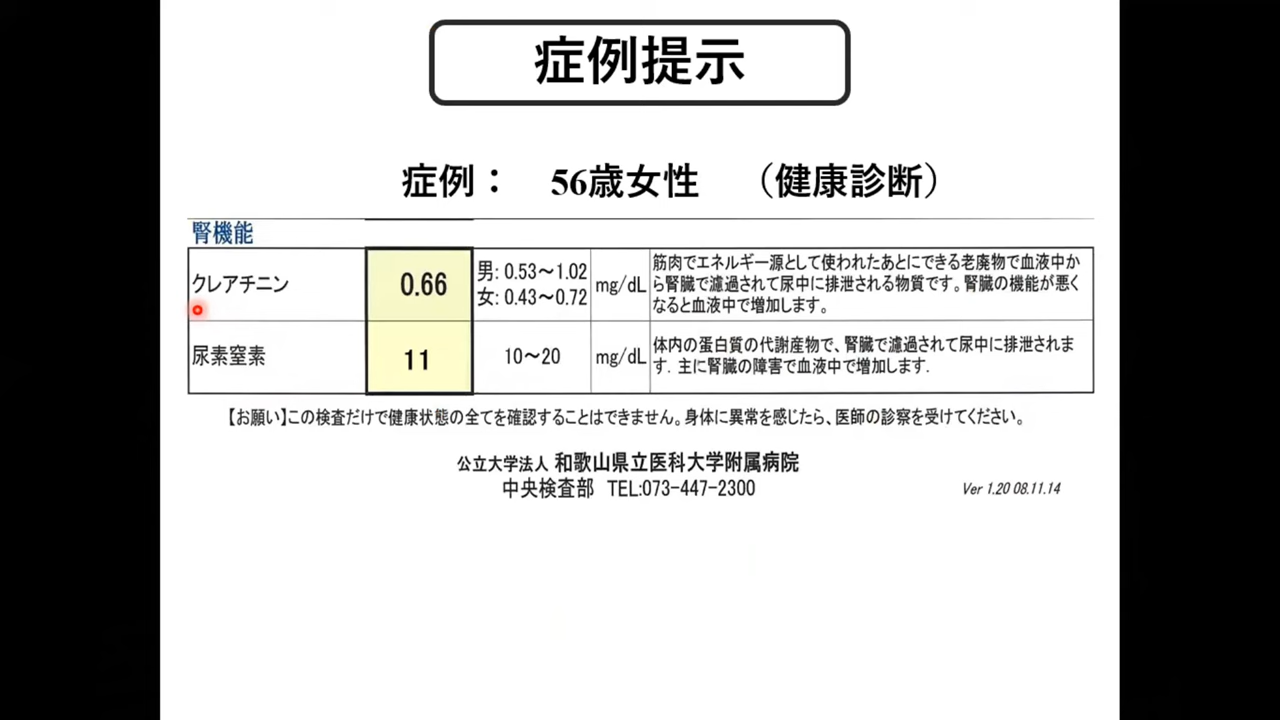 症例提示
症例： 56歳女性 （健康診断）
腎機能
クレアチニン 0.66 男: 0.53～1.02 女: 0.43～0.72 mg/dL 筋肉でエネルギー源として使われたあとにできる老廃物で血液中か
ら腎臓で濾過されて尿中に排泄される物質です。腎臓の機能が悪く
なると血液中で増加します。
尿素窒素 11 10～20 mg/dL 体内の蛋白質の代謝産物で、腎臓で濾過されて尿中に排泄されま
す. 主に腎臓の障害で血液中で増加します.
【お願い】この検査だけで健康状態の全てを確認することはできません。身体に異常を感じたら、医師の診察を受けてください。
公立大学法人 和歌山県立医科大学附属病院
中央検査部 TEL:073-447-2300
Ver 1.20 08.11.14